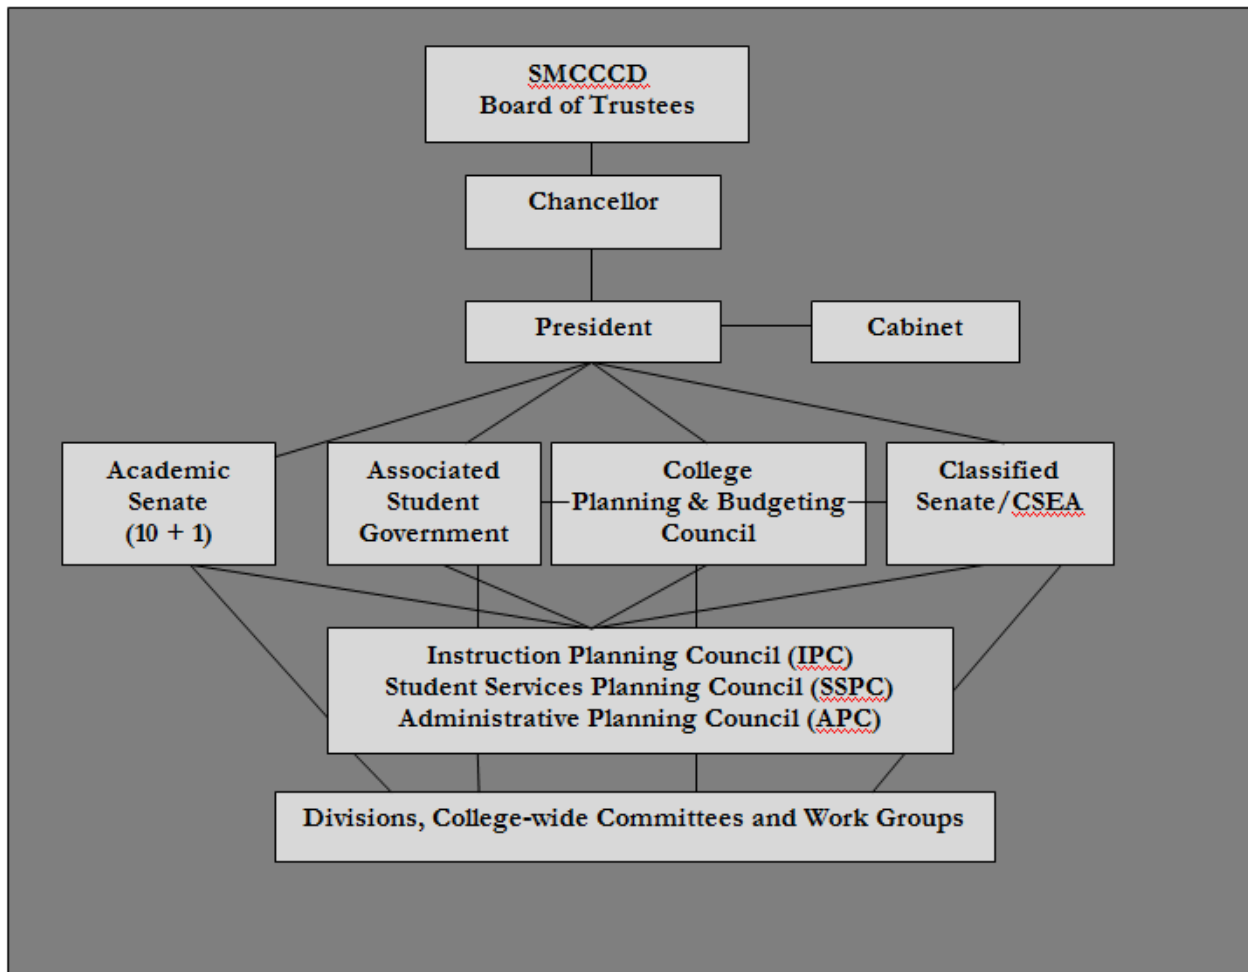 SMCCCD
Board of Trustees
Chancellor
President
Cabinet
Academic
Senate
(10 + 1)
Associated
Student
Government
College
Planning & Budgeting
Council
Classified
Senate/CSEA
Instruction Planning Council (IPC)
Student Services Planning Council (SSPC)
Administrative Planning Council (APC)
Divisions, College-wide Committees and Work Groups